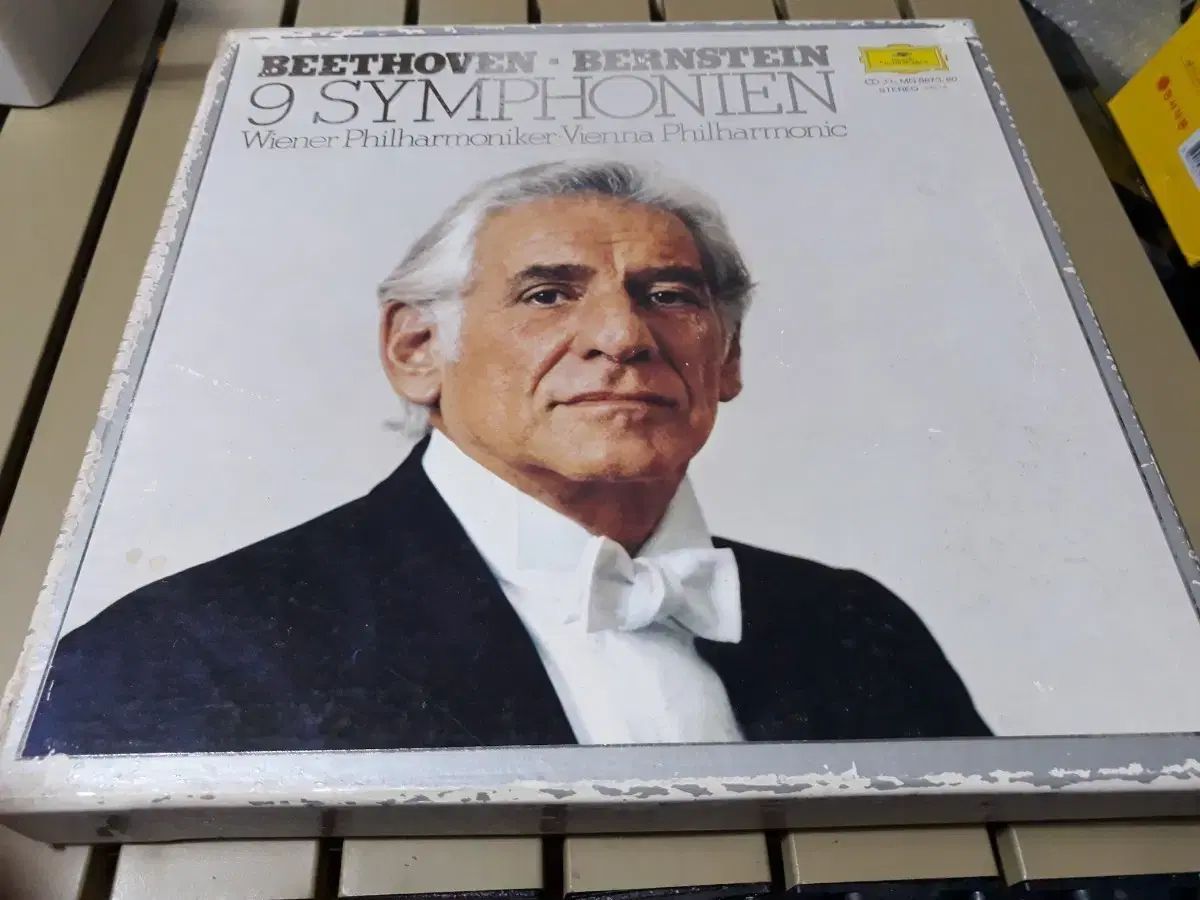 BEETHOVEN · BERNSTEIN
9 SYMPHONIEN
Wiener Philharmoniker·Vienna Philharmonic
STEREO